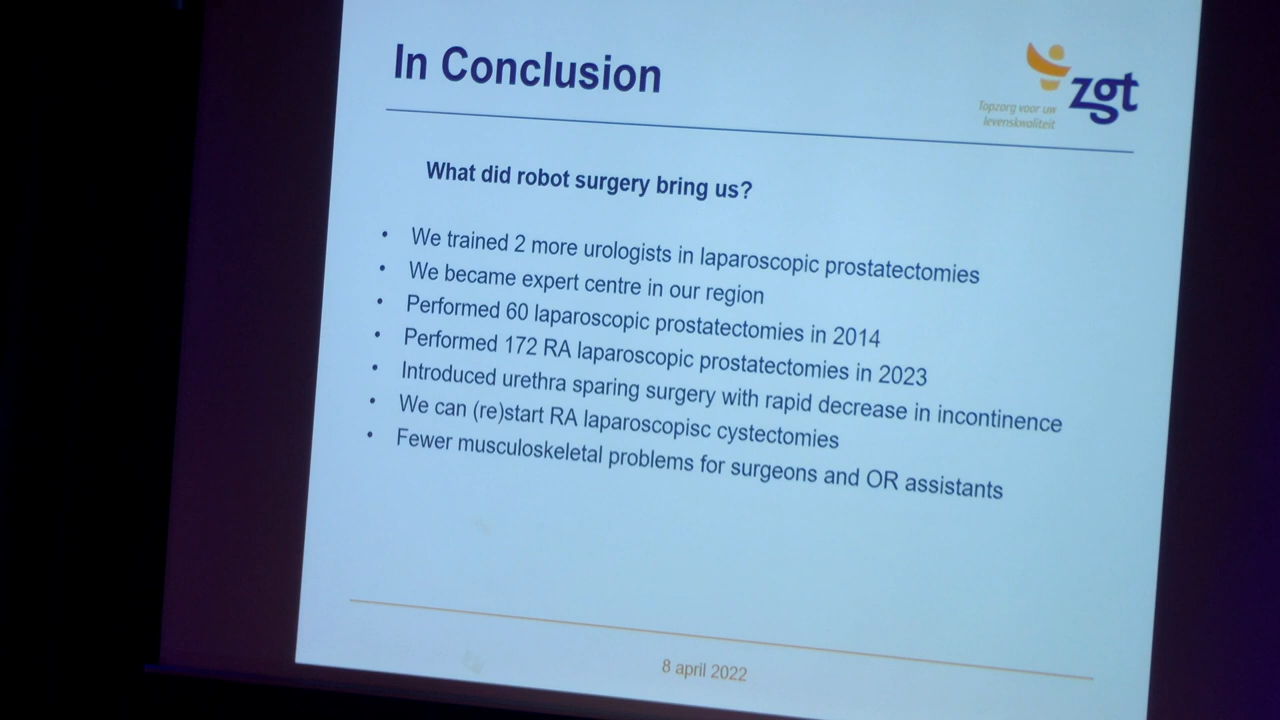 In Conclusion
zgt
Topzorg voor uw
levenskwaliteit
What did robot surgery bring us?
• We trained 2 more urologists in laparoscopic prostatectomies
• We became expert centre in our region
• Performed 60 laparoscopic prostatectomies in 2014
• Performed 172 RA laparoscopic prostatectomies in 2023
• Introduced urethra sparing surgery with rapid decrease in incontinence
• We can (re)start RA laparoscopisc cystectomies
• Fewer musculoskeletal problems for surgeons and OR assistants
8 april 2022